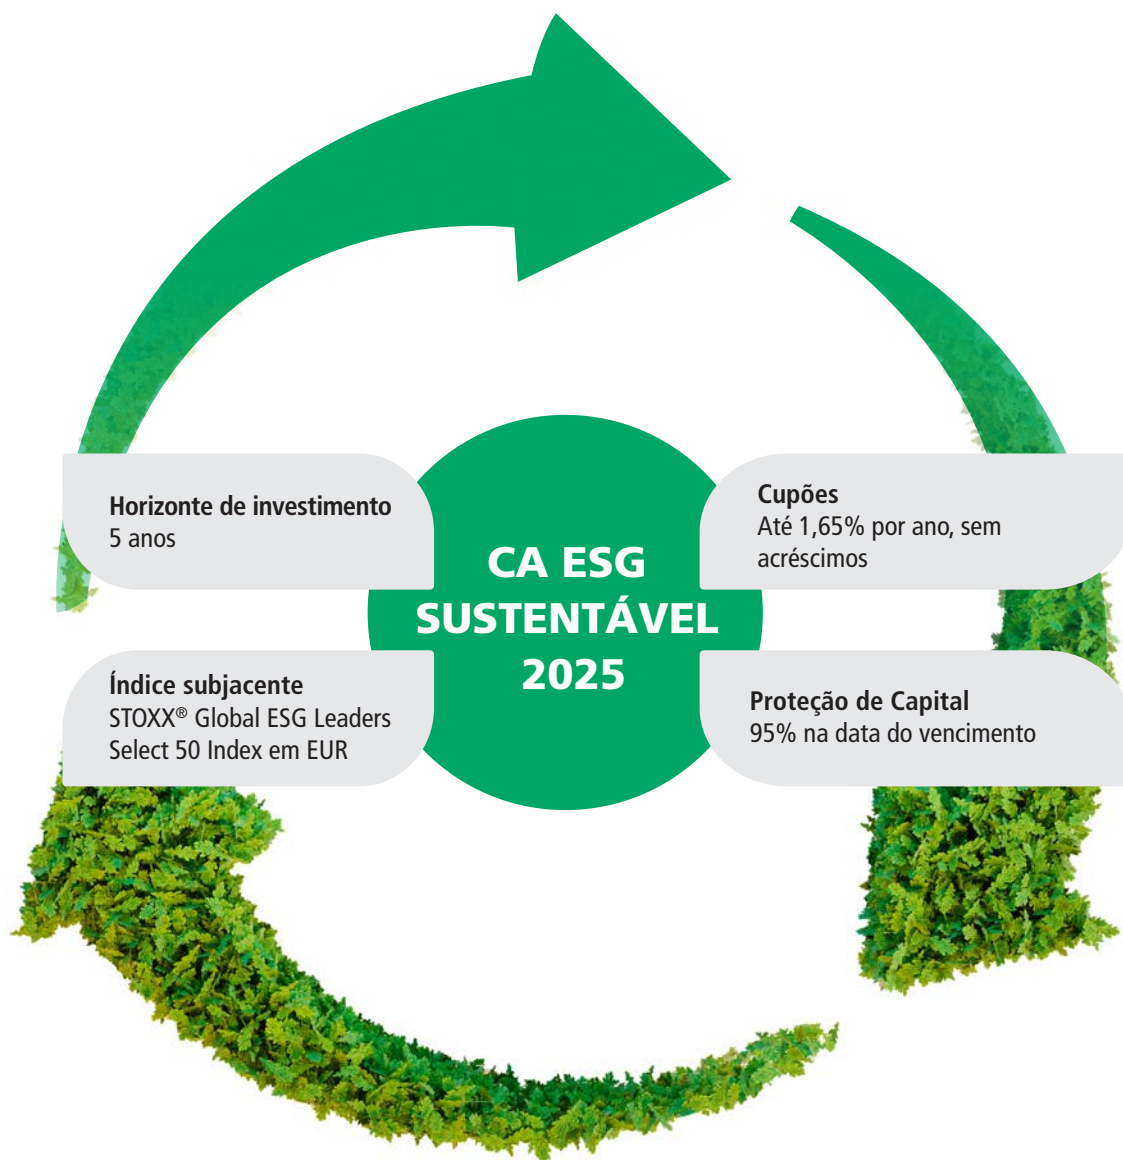 Horizonte de investimento
5 anos
Cupões
Até 1,65% por ano, sem
acréscimos
CA ESG
SUSTENTÁVEL
2025
Índice subjacente
STOXX® Global ESG Leaders
Select 50 Index em EUR
Proteção de Capital
95% na data do vencimento